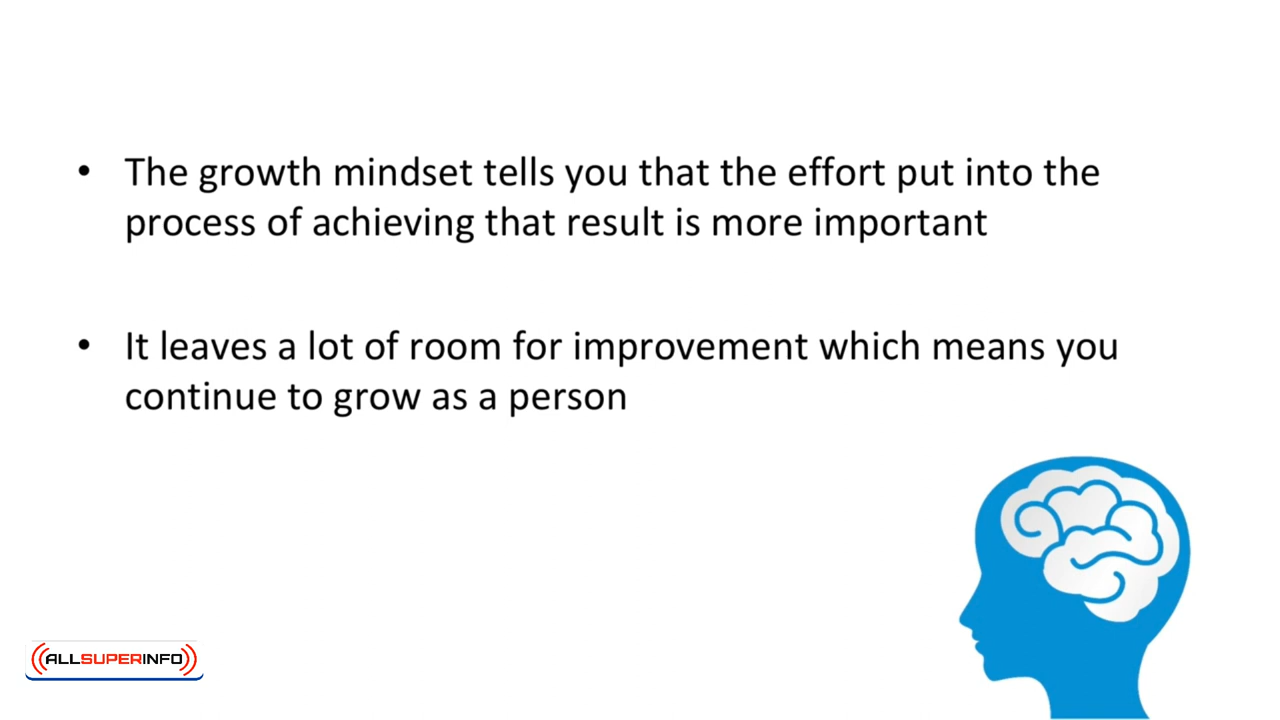 • The growth mindset tells you that the effort put into the
process of achieving that result is more important
• It leaves a lot of room for improvement which means you
continue to grow as a person
ALLSUPERINFO